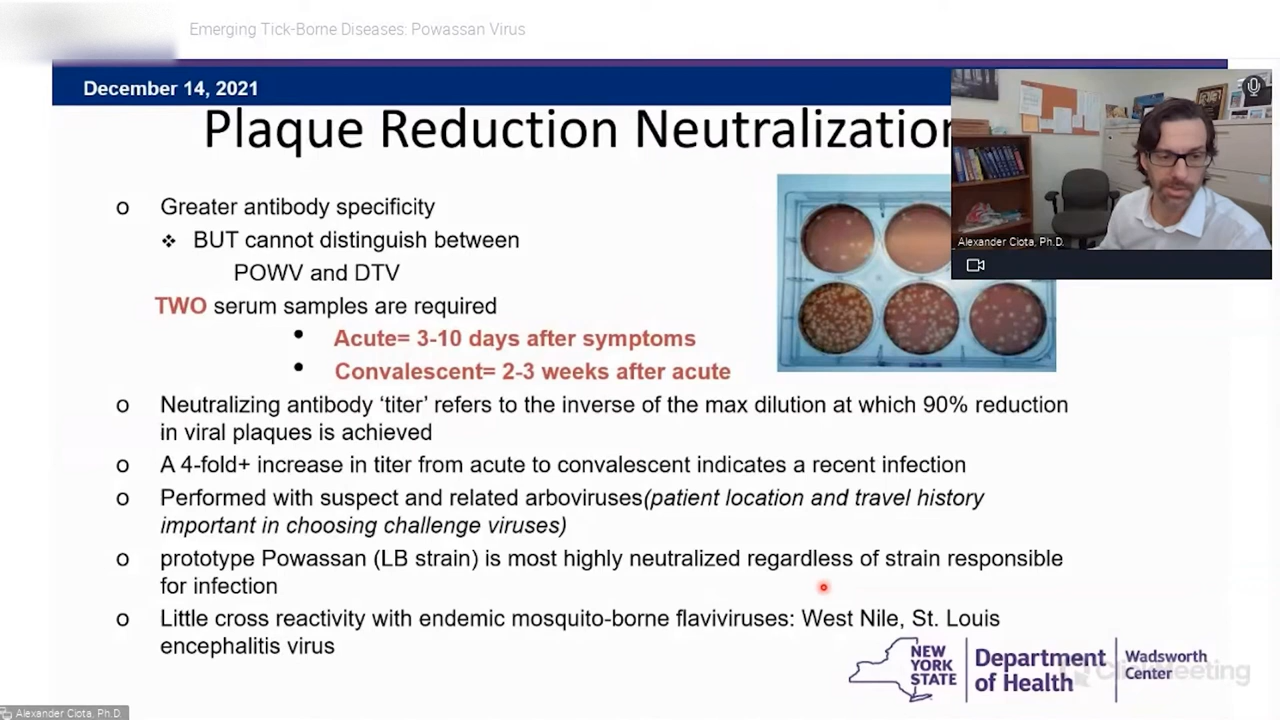 Emerging Tick-Borne Diseases: Powassan Virus
December 14, 2021
Plaque Reduction Neutralization
Alexander Ciota, Ph.D.
o Greater antibody specificity
❖ BUT cannot distinguish between
POWV and DTV
TWO serum samples are required
• Acute= 3-10 days after symptoms
• Convalescent= 2-3 weeks after acute
o Neutralizing antibody ‘titer’ refers to the inverse of the max dilution at which 90% reduction
in viral plaques is achieved
o A 4-fold+ increase in titer from acute to convalescent indicates a recent infection
o Performed with suspect and related arboviruses(patient location and travel history
important in choosing challenge viruses)
o prototype Powassan (LB strain) is most highly neutralized regardless of strain responsible
for infection
o Little cross reactivity with endemic mosquito-borne flaviviruses: West Nile, St. Louis
encephalitis virus
NEW
YORK
STATE
Department
of Health
Wadsworth
Center
ClickMeeting
Alexander Ciota, Ph.D.